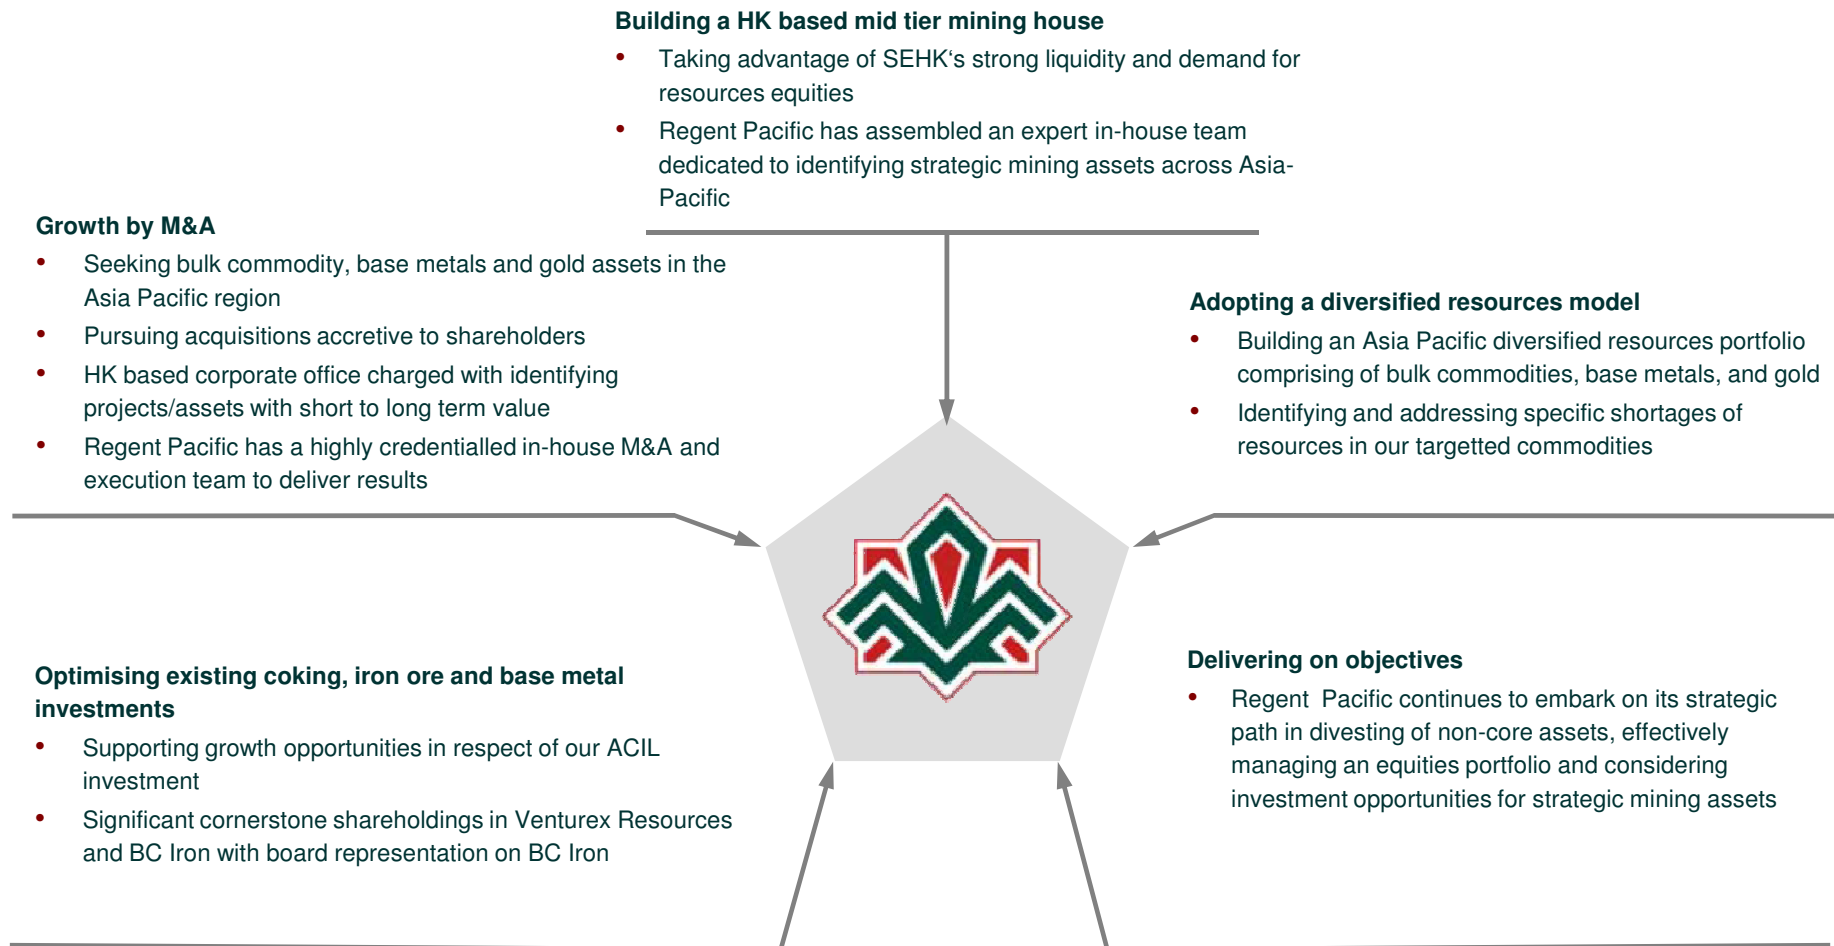 Building a HK based mid tier mining house
• Taking advantage of SEHK‘s strong liquidity and demand for
resources equities
• Regent Pacific has assembled an expert in-house team
dedicated to identifying strategic mining assets across Asia-
Pacific
Growth by M&A
• Seeking bulk commodity, base metals and gold assets in the
Asia Pacific region
• Pursuing acquisitions accretive to shareholders
• HK based corporate office charged with identifying
projects/assets with short to long term value
• Regent Pacific has a highly credentialled in-house M&A and
execution team to deliver results
Adopting a diversified resources model
• Building an Asia Pacific diversified resources portfolio
comprising of bulk commodities, base metals, and gold
• Identifying and addressing specific shortages of
resources in our targetted commodities
Optimising existing coking, iron ore and base metal
investments
• Supporting growth opportunities in respect of our ACIL
investment
• Significant cornerstone shareholdings in Venturex Resources
and BC Iron with board representation on BC Iron
Delivering on objectives
• Regent Pacific continues to embark on its strategic
path in divesting of non-core assets, effectively
managing an equities portfolio and considering
investment opportunities for strategic mining assets